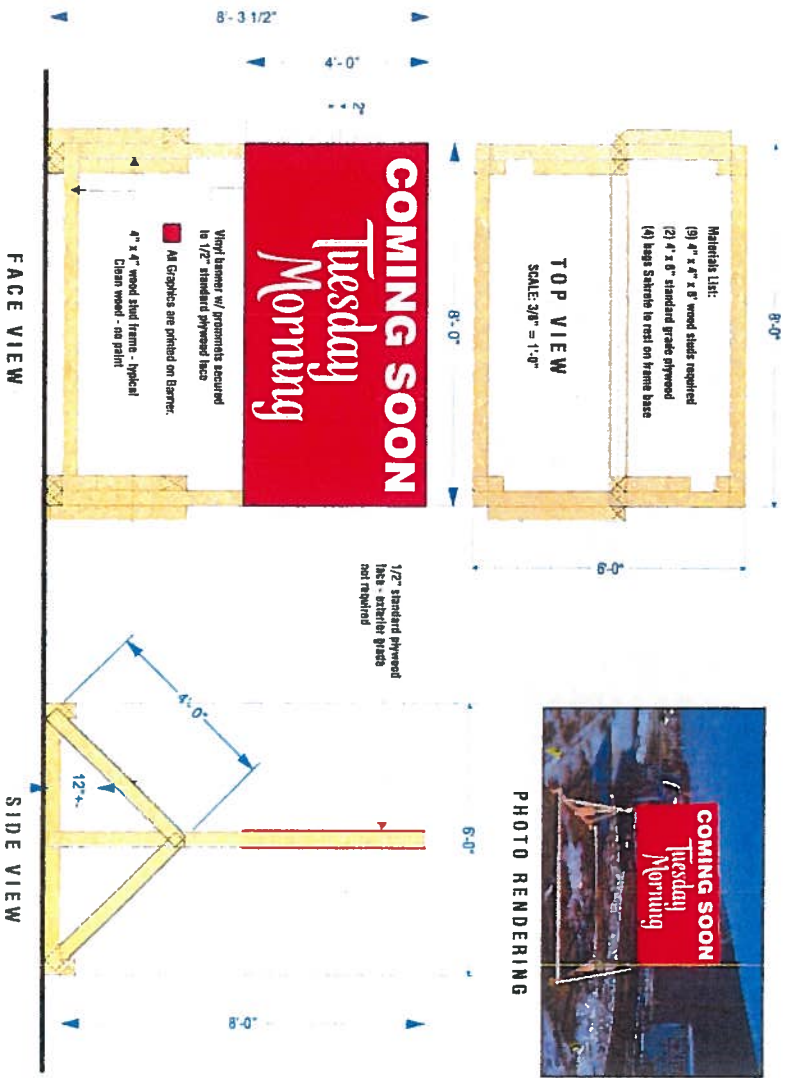 8'-0"
Materials List:
(9) 4" x 4" x 8' wood studs required
(2) 4' x 8' standard grade plywood
(4) bags Sakrete to rest on frame base
TOP VIEW
SCALE: 3/8" = 1'-0"
6'-0"
COMING SOON
Tuesday
Morning
PHOTO RENDERING
8'-0"
8'-3 1/2"
4'-0"
2"
COMING SOON
Tuesday
Morning
Vinyl banner w/ grommets secured
to 1/2" standard plywood face
All Graphics are printed on Banner.
4" x 4" wood stud frame - typical
Clean wood - no paint
FACE VIEW
1/2" standard plywood
face - exterior grade
not required
6'-0"
4'-0"
12"+-
8'-0"
SIDE VIEW